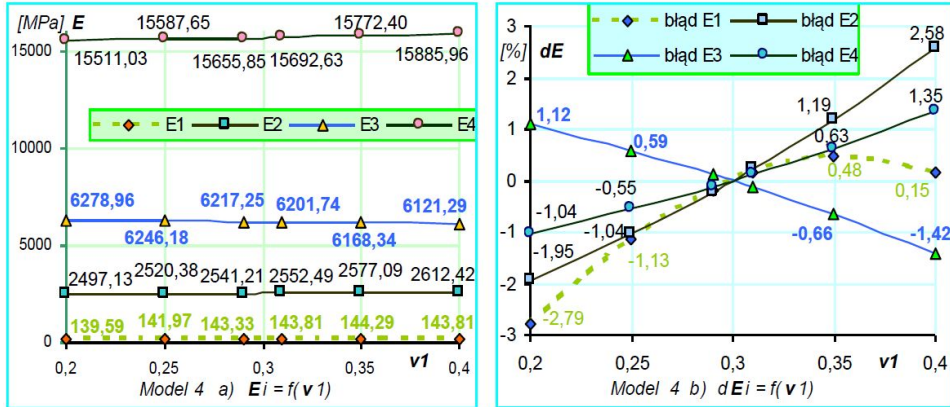 [MPa] E
15587,65 15772,40
15000
15511,03 15655,85 15692,63 15885,96
E1 E2 E3 E4
10000
6278,96 6217,25 6201,74 6121,29
6246,18 6168,34
5000
2497,13 2520,38 2541,21 2552,49 2577,09 2612,42
139,59 141,97 143,33 143,81 144,29 143,81
0
0,2 0,25 0,3 0,35 v1 0,4
Model 4 a) Ei = f(v1)
3
[%] dE
błąd E1 błąd E2
błąd E3 błąd E4
2,58
2
1,12 1,19 1,35
1
0,59 0,63
0,48 0,15
0
-0,55
-1,04 -1,04 -0,66 -1,42
-1
-1,95 -1,13
-2
-2,79
-3
0,2 0,25 0,3 0,35 v1 0,4
Model 4 b) dEi = f(v1)